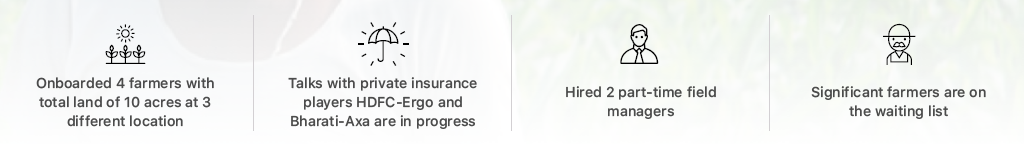 Onboarded 4 farmers with
total land of 10 acres at 3
different location
Talks with private insurance
players HDFC-Ergo and
Bharati-Axa are in progress
Hired 2 part-time field
managers
Significant farmers are on
the waiting list